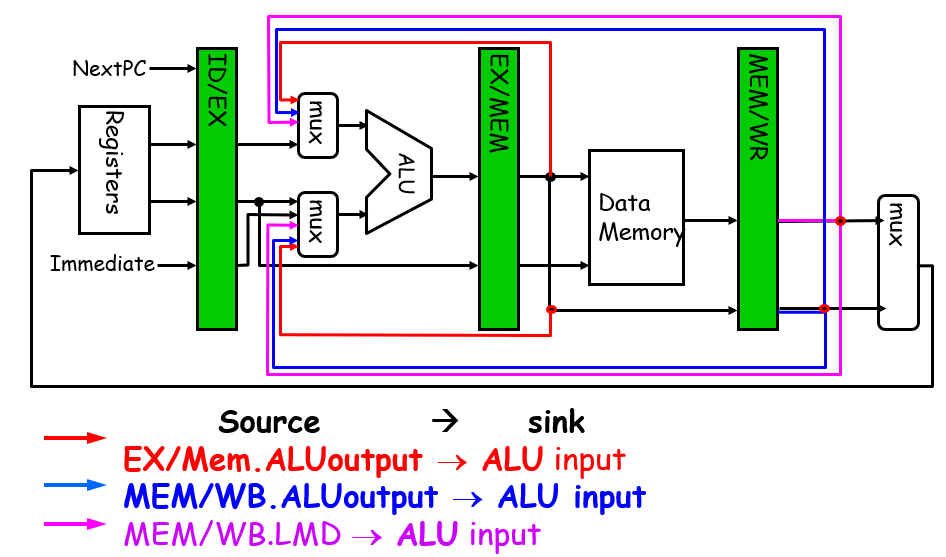 NextPC
Registers
Immediate
ID/EX
mux
mux
ALU
EX/MEM
Data
Memory
MEM/WR
mux
Source → sink
EX/Mem.ALUoutput → ALU input
MEM/WB.ALUoutput → ALU input
MEM/WB.LMD → ALU input